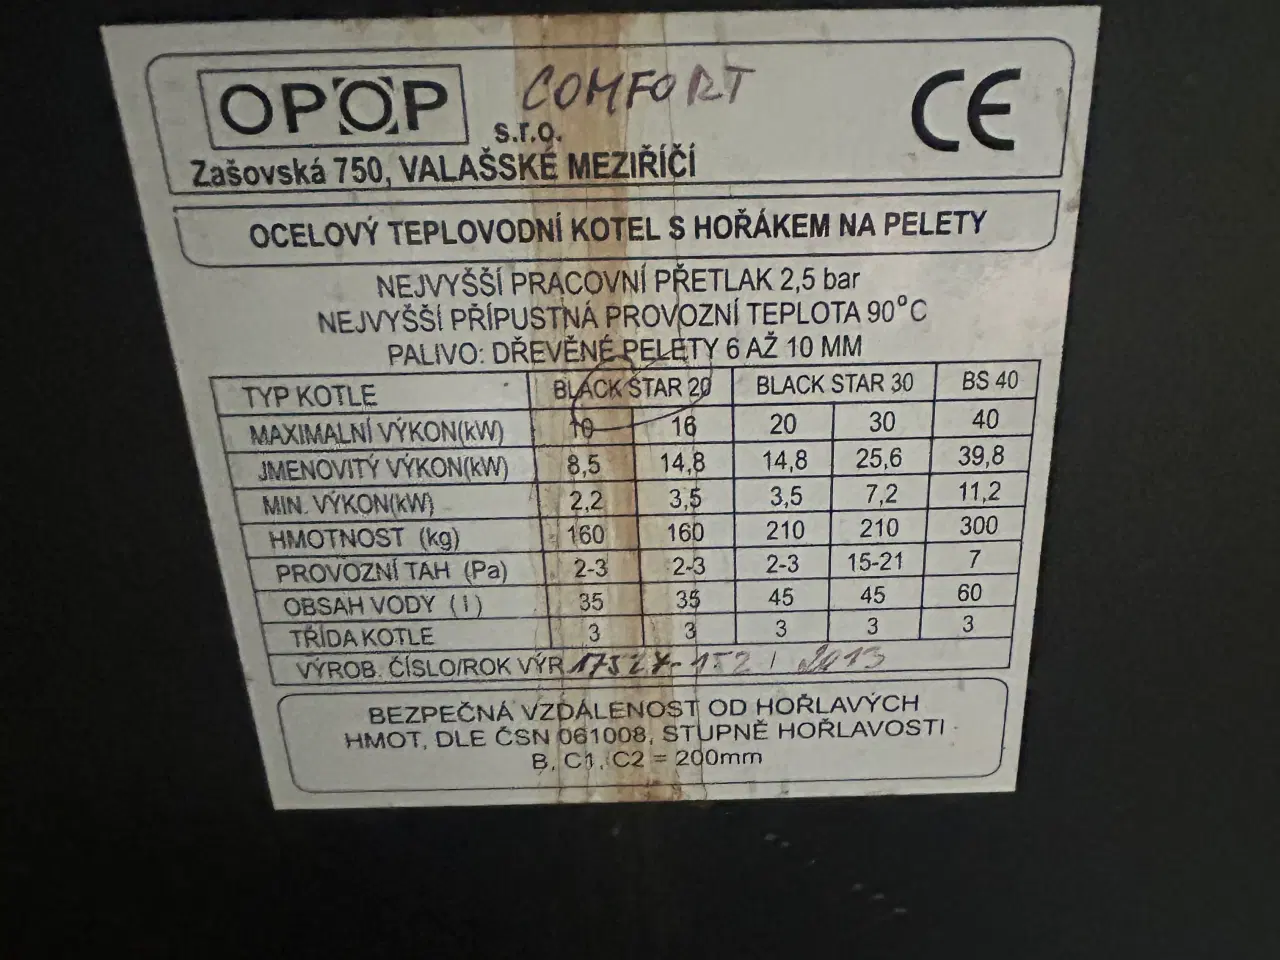 OPOP COMFORT CE
s.r.o.
Zašovská 750, VALAŠSKÉ MEZIŘÍČÍ
OCELOVÝ TEPLOVODNÍ KOTEL S HOŘÁKEM NA PELETY
NEJVYŠŠÍ PRACOVNÍ PŘETLAK 2,5 bar
NEJVYŠŠÍ PŘÍPUSTNÁ PROVOZNÍ TEPLOTA 90°C
PALIVO: DŘEVĚNÉ PELETY 6 AŽ 10 MM
TYP KOTLE BLACK STAR 20 BLACK STAR 30 BS 40
MAXIMALNÍ VÝKON(kW) 10 16 20 30 40
JMENOVITÝ VÝKON(kW) 8,5 14,8 14,8 25,6 39,8
MIN. VÝKON(kW) 2,2 3,5 3,5 7,2 11,2
HMOTNOST (kg) 160 160 210 210 300
PROVOZNÍ TAH (Pa) 2-3 2-3 2-3 15-21 7
OBSAH VODY (l) 35 35 45 45 60
TŘÍDA KOTLE 3 3 3 3 3
VÝROB. ČÍSLO/ROK VÝR 17527-152 / 2013
BEZPEČNÁ VZDÁLENOST OD HOŘLAVÝCH
HMOT, DLE ČSN 061008, STUPNĚ HOŘLAVOSTI
B, C1, C2 = 200mm